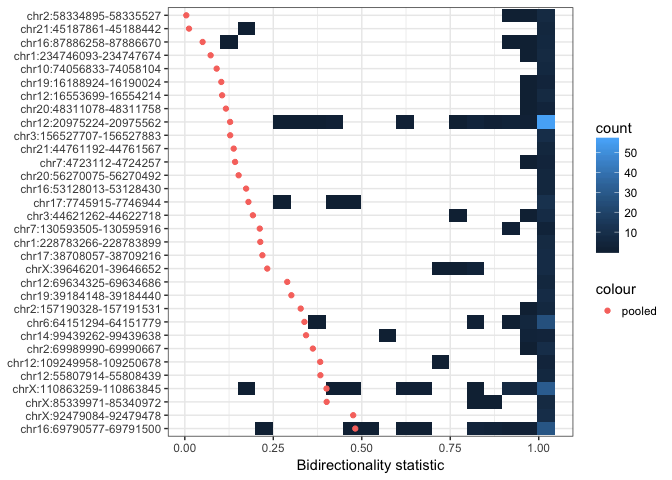 chr2:58334895-58335527
chr21:45187861-45188442
chr16:87886258-87886670
chr1:234746093-234747674
chr10:74056833-74058104
chr19:16188924-16190024
chr12:16553699-16554214
chr20:48311078-48311758
chr12:20975224-20975562
chr3:156527707-156527883
chr21:44761192-44761567
chr7:4723112-4724257
chr20:56270075-56270492
chr16:53128013-53128430
chr17:7745915-7746944
chr3:44621262-44622718
chr7:130593505-130595916
chr1:228783266-228783899
chr17:38708057-38709216
chrX:39646201-39646652
chr12:69634325-69634686
chr19:39184148-39184440
chr2:157190328-157191531
chr6:64151294-64151779
chr14:99439262-99439638
chr2:69989990-69990667
chr12:109249958-109250678
chr12:55807914-55808439
chrX:110863259-110863845
chrX:85339971-85340972
chrX:92479084-92479478
chr16:69790577-69791500
0.00 0.25 0.50 0.75 1.00
Bidirectionality statistic
count
50
40
30
20
10
colour
pooled